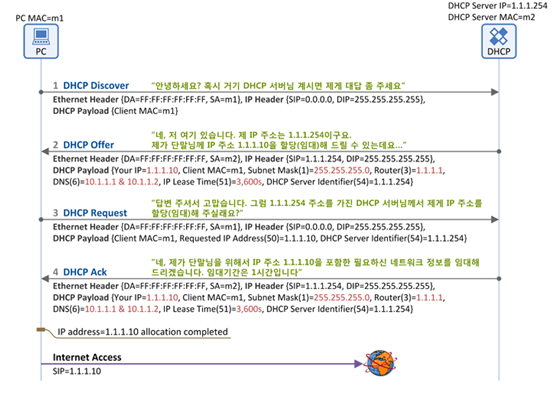 DHCP Server IP=1.1.1.254
PC MAC=m1
DHCP Server MAC=m2
PC
DHCP
1 DHCP Discover
"안녕하세요? 혹시 거기 DHCP 서버님 계시면 제게 대답 좀 주세요"
Ethernet Header {DA=FF:FF:FF:FF:FF:FF, SA=m1}, IP Header {SIP=0.0.0.0, DIP=255.255.255.255},
DHCP Payload {Client MAC=m1}
"네, 저 여기 있습니다. 제 IP 주소는 1.1.1.254이구요.
2 DHCP Offer
제가 단말님께 IP 주소 1.1.1.10을 할당(임대)해 드릴 수 있는데요..."
Ethernet Header {DA=FF:FF:FF:FF:FF:FF, SA=m2}, IP Header {SIP=1.1.1.254, DIP=255.255.255.255},
DHCP Payload {Your IP=1.1.1.10, Client MAC=m1, Subnet Mask(1)=255.255.255.0, Router(3)=1.1.1.1,
DNS(6)=10.1.1.1 & 10.1.1.2, IP Lease Time(51)=3,600s, DHCP Server Identifier(54)=1.1.1.254}
"답변 주셔서 고맙습니다. 그럼 1.1.1.254 주소를 가진 DHCP 서버님께서 제게 IP 주소를
3 DHCP Request
할당(임대)해 주실래요?"
Ethernet Header {DA=FF:FF:FF:FF:FF:FF, SA=m1}, IP Header {SIP=0.0.0.0, DIP=255.255.255.255},
DHCP Payload {Client MAC=m1, Requested IP Address(50)=1.1.1.10, DHCP Server Identifier(54)=1.1.1.254}
"네, 제가 단말님을 위해서 IP 주소 1.1.1.10을 포함한 필요하신 네트워크 정보를 임대해
4 DHCP Ack
드리겠습니다. 임대기간은 1시간입니다"
Ethernet Header {DA=FF:FF:FF:FF:FF:FF, SA=m2}, IP Header {SIP=1.1.1.254, DIP=255.255.255.255},
DHCP Payload {Your IP=1.1.1.10, Client MAC=m1, Subnet Mask(1)=255.255.255.0, Router(3)=1.1.1.1,
DNS(6)=10.1.1.1 & 10.1.1.2, IP Lease Time(51)=3,600s, DHCP Server Identifier(54)=1.1.1.254}
IP address=1.1.1.10 allocation completed
Internet Access
SIP=1.1.1.10